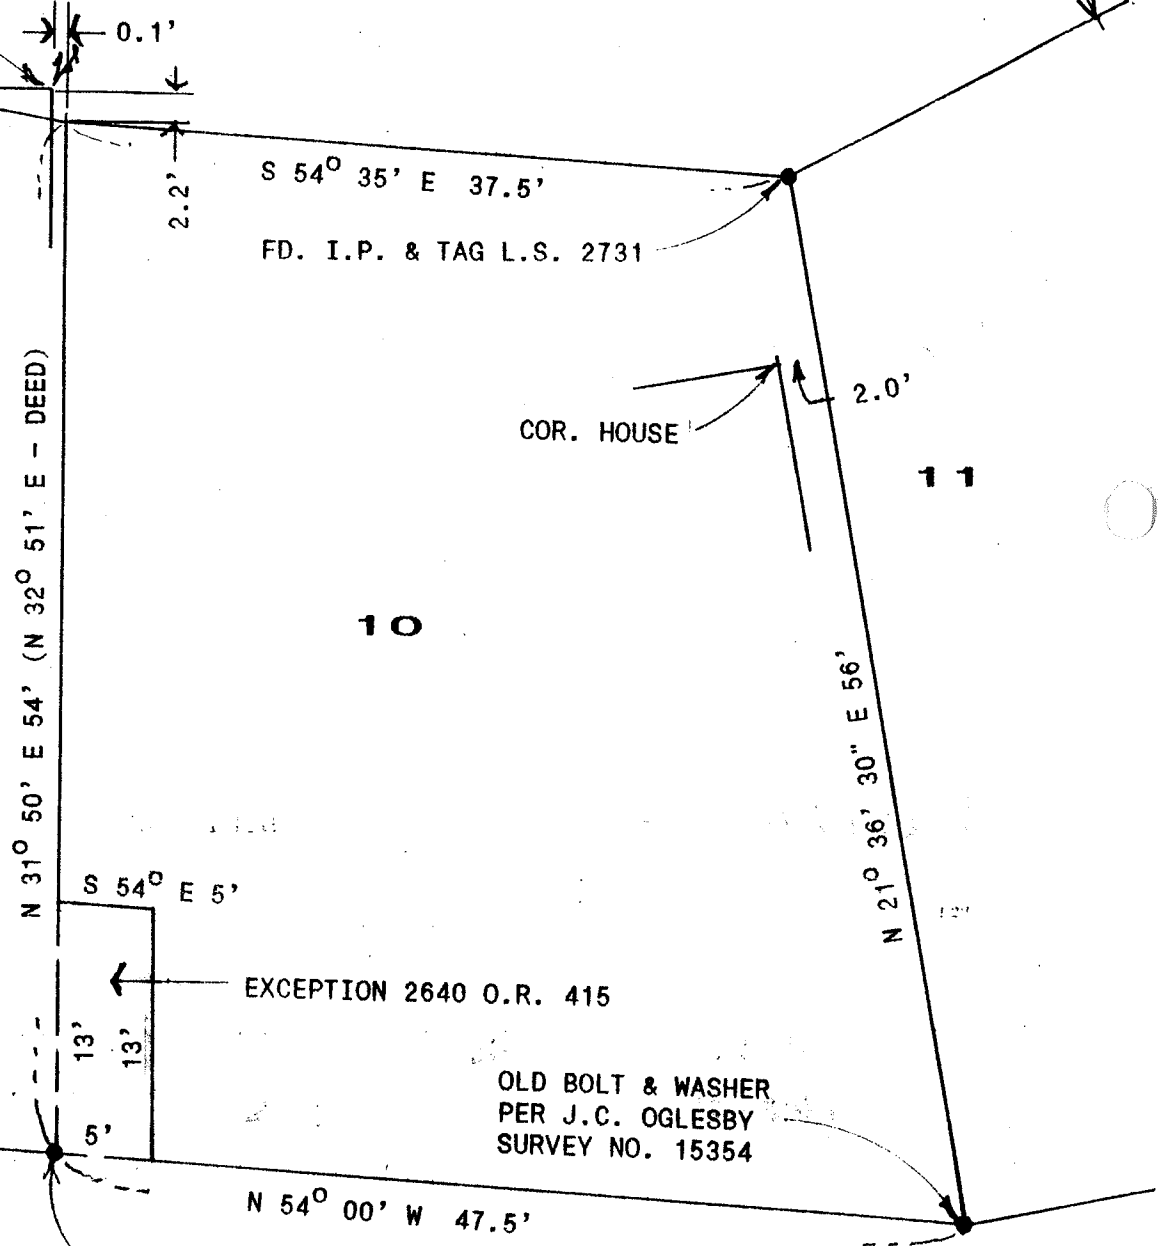 0.1'
2.2'
S 54° 35' E 37.5'
FD. I.P. & TAG L.S. 2731
2.0'
COR. HOUSE
11
10
N 31° 50' E 54' (N 32° 51' E - DEED)
N 21° 36' 30" E 56'
S 54° E 5'
EXCEPTION 2640 O.R. 415
13'
13'
5'
OLD BOLT & WASHER
PER J.C. OGLESBY
SURVEY NO. 15354
N 54° 00' W 47.5'